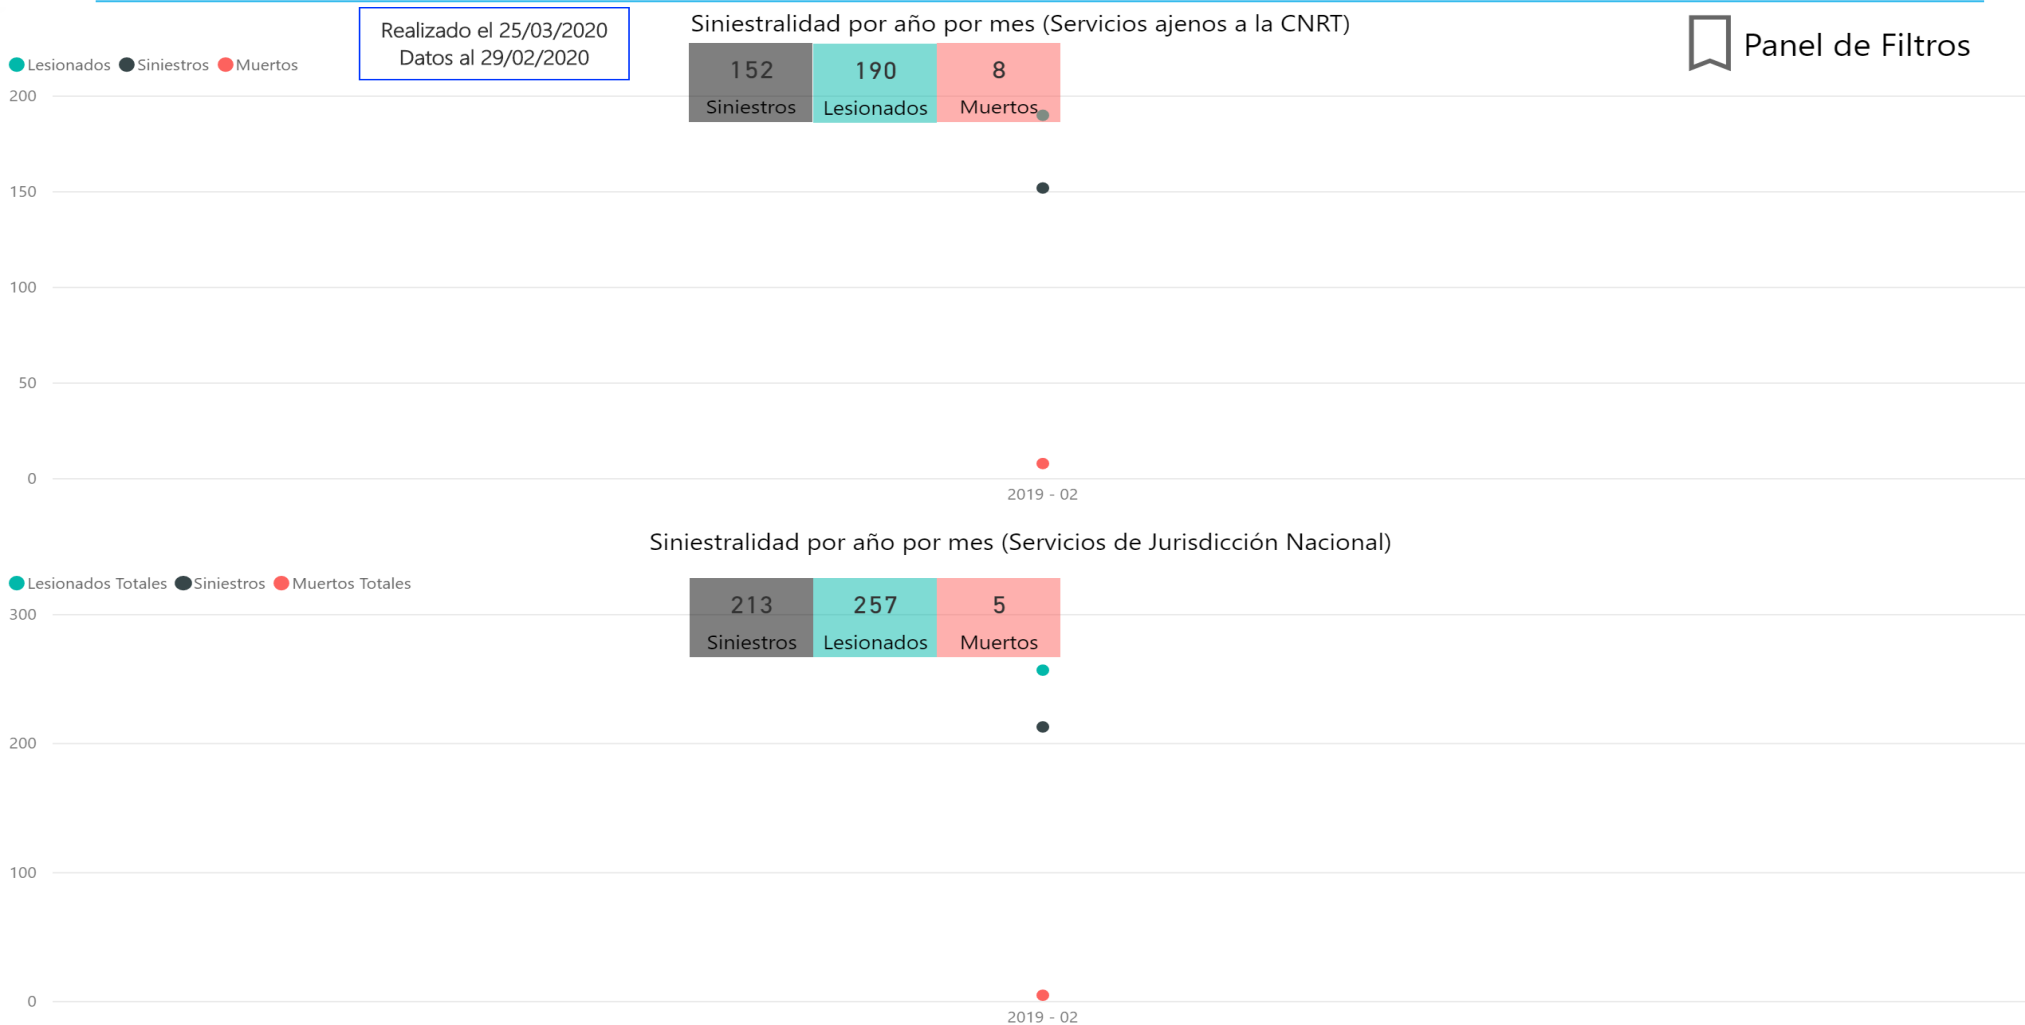 Realizado el 25/03/2020
Datos al 29/02/2020
Siniestralidad por año por mes (Servicios ajenos a la CNRT)
Panel de Filtros
Lesionados Siniestros Muertos
152 190 8
Siniestros Lesionados Muertos
200
150
100
50
0
2019 - 02
Siniestralidad por año por mes (Servicios de Jurisdicción Nacional)
Lesionados Totales Siniestros Muertos Totales
213 257 5
Siniestros Lesionados Muertos
300
200
100
0
2019 - 02